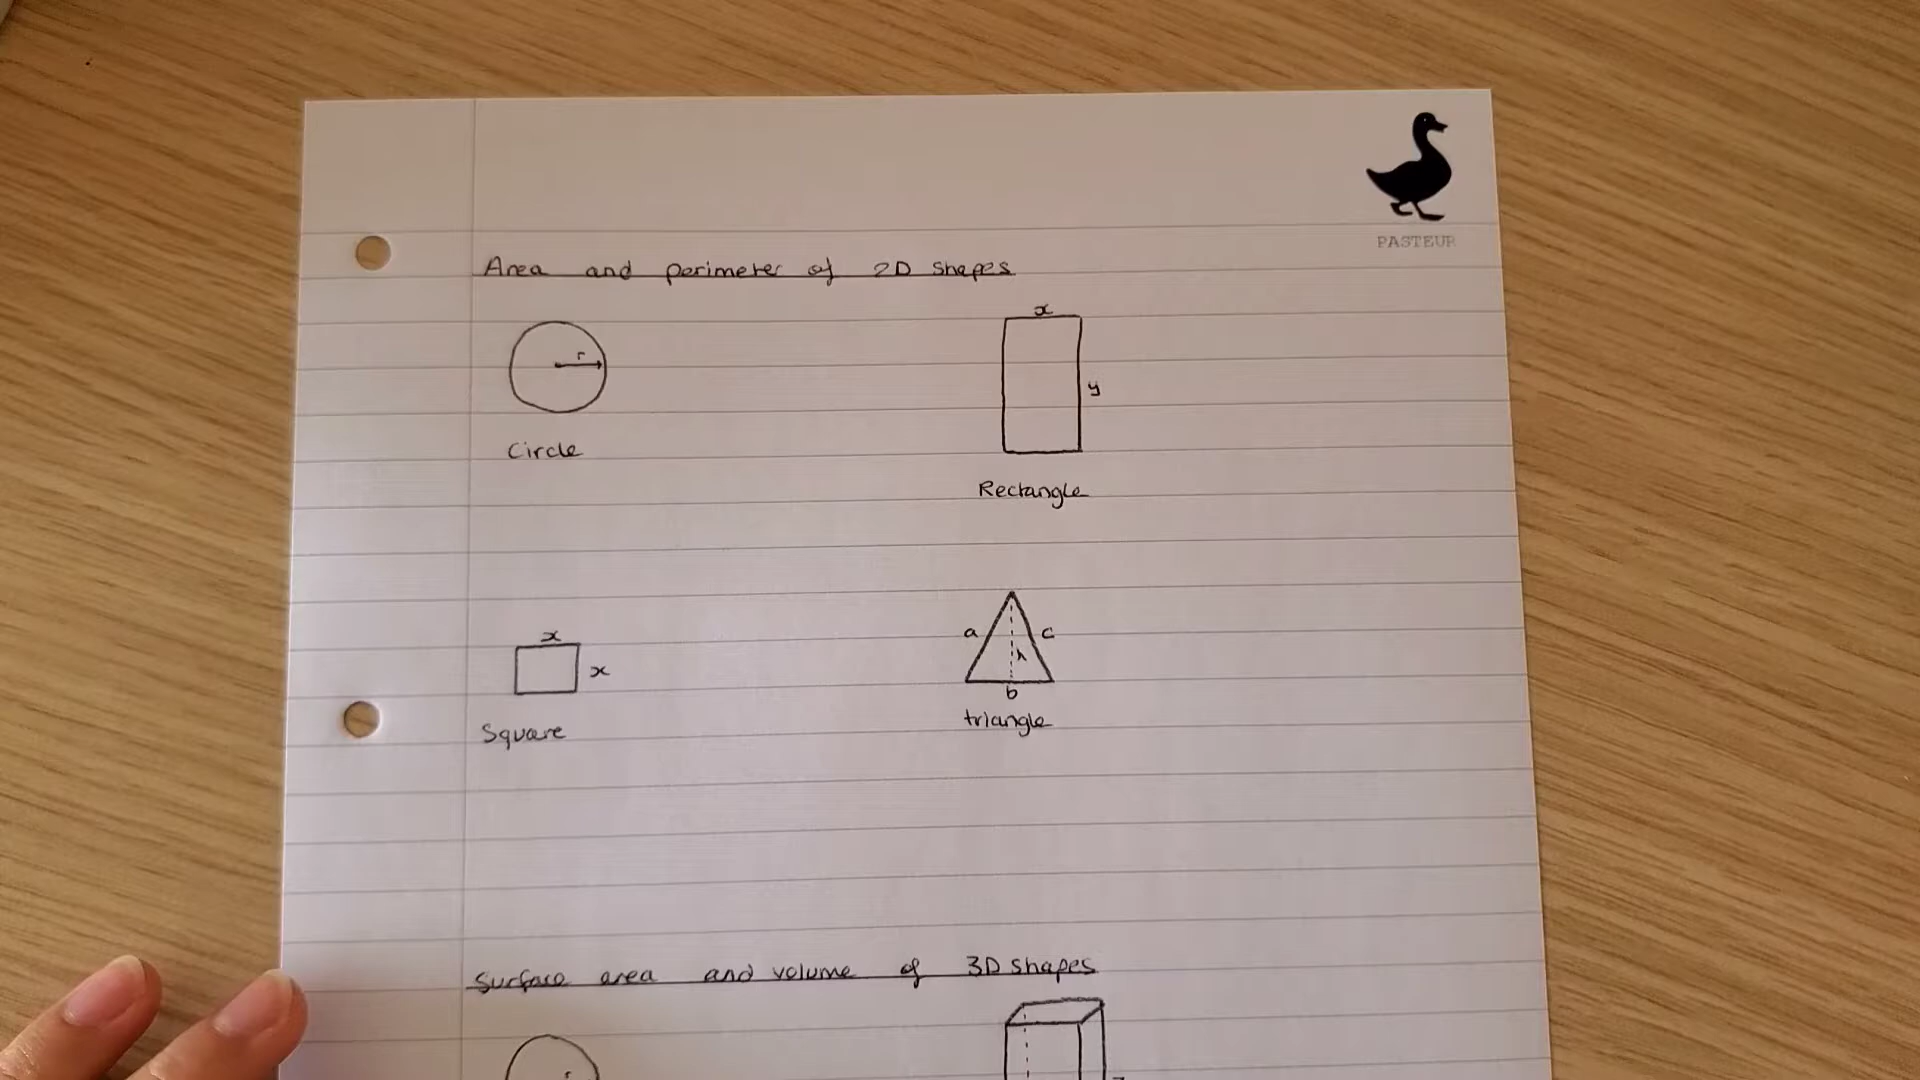 PASTEUR
Area and perimeter of 2D shapes
r
x
y
Circle
Rectangle
x
x
a
c
h
b
Square
triangle
Surface area and volume of 3D shapes
r